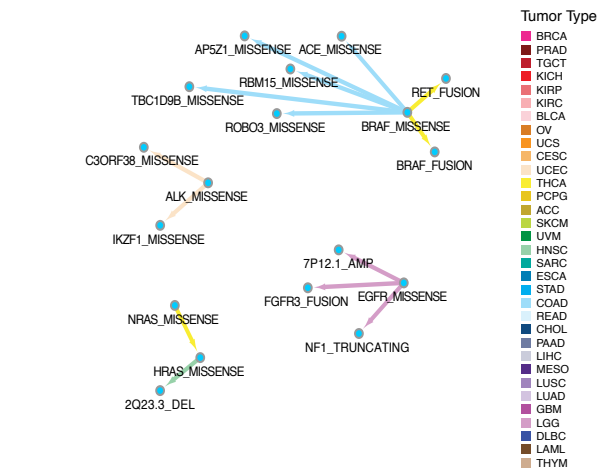 Tumor Type
AP5Z1_MISSENSE
ACE_MISSENSE
RBM15_MISSENSE
RET_FUSION
TBC1D9B_MISSENSE
ROBO3_MISSENSE
BRAF_MISSENSE
C3ORF38_MISSENSE
BRAF_FUSION
ALK_MISSENSE
IKZF1_MISSENSE
7P12.1_AMP
FGFR3_FUSION
EGFR_MISSENSE
NRAS_MISSENSE
NF1_TRUNCATING
HRAS_MISSENSE
2Q23.3_DEL
BRCA
PRAD
TGCT
KICH
KIRP
KIRC
BLCA
OV
UCS
CESC
UCEC
THCA
PCPG
ACC
SKCM
UVM
HNSC
SARC
ESCA
STAD
COAD
READ
CHOL
PAAD
LIHC
MESO
LUSC
LUAD
GBM
LGG
DLBC
LAML
THYM